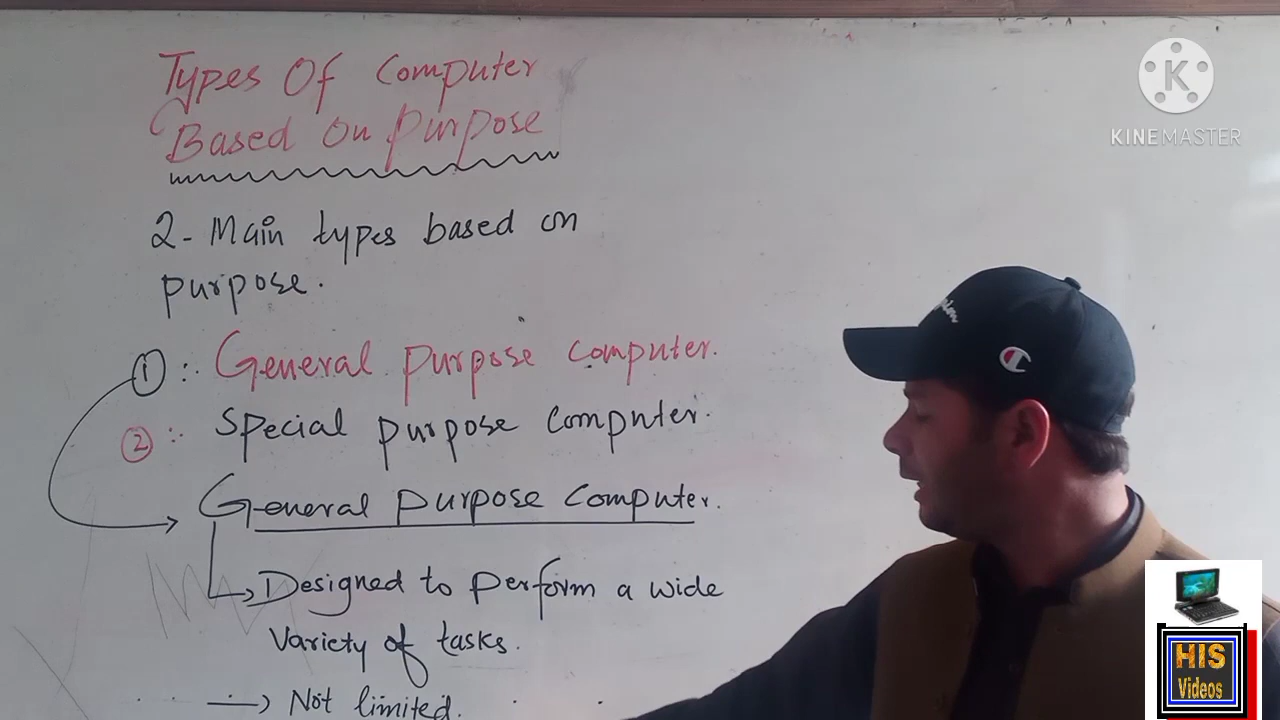 Types Of Computer
Based On Purpose
2- Main types based on
purpose.
① :. General purpose computer.
② :. Special purpose computer.
General purpose computer.
Designed to perform a wide
Variety of tasks.
→ Not limited.
K
KINEMASTER
C
HIS
Videos